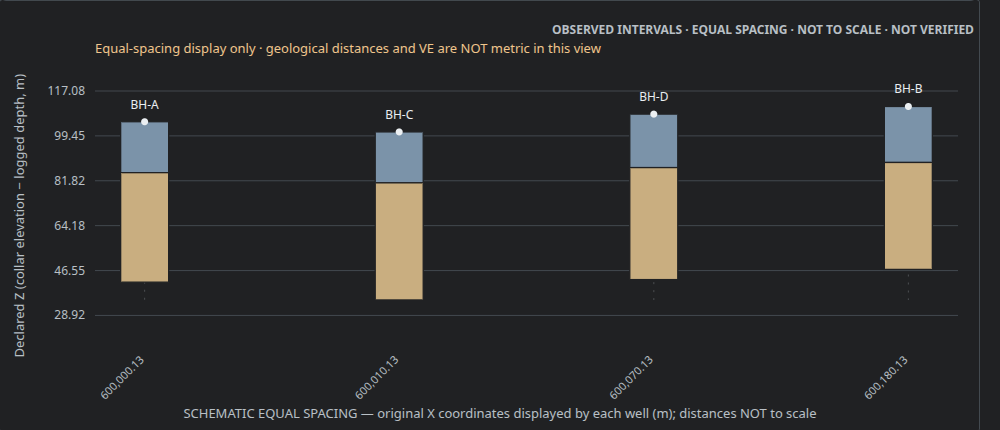 OBSERVED INTERVALS · EQUAL SPACING · NOT TO SCALE · NOT VERIFIED
Equal-spacing display only · geological distances and VE are NOT metric in this view
Declared Z (collar elevation − logged depth, m)
117.08
99.45
81.82
64.18
46.55
28.92
BH-A
BH-C
BH-D
BH-B
600,000.13
600,010.13
600,070.13
600,180.13
SCHEMATIC EQUAL SPACING — original X coordinates displayed by each well (m); distances NOT to scale